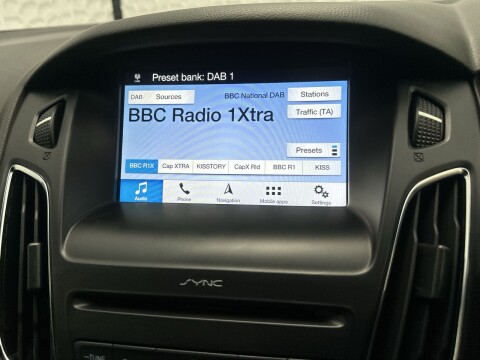 Preset bank: DAB 1
DAB Sources BBC National DAB Stations
BBC Radio 1Xtra Traffic (TA)
Presets
BBC R1X Cap XTRA KISSTORY CapX Rld BBC R1 KISS
Audio Phone Navigation Mobile apps Settings
SYNC
TUNE